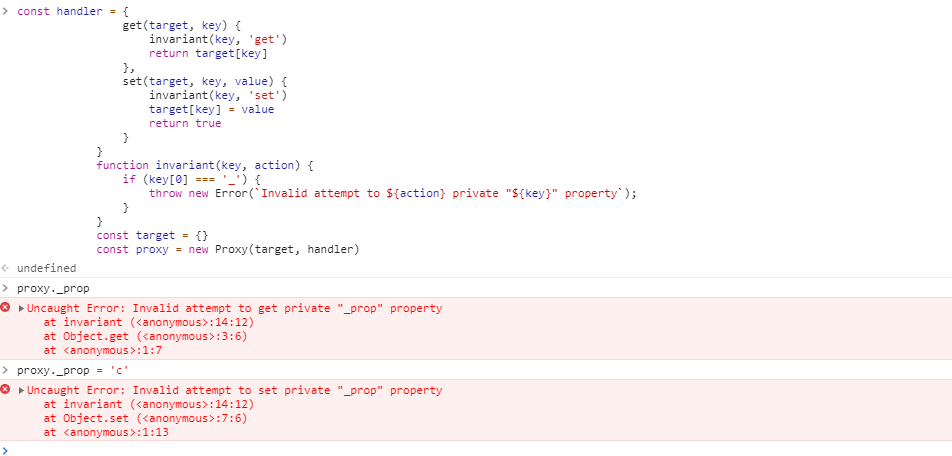 const handler = {
get(target, key) {
invariant(key, 'get')
return target[key]
},
set(target, key, value) {
invariant(key, 'set')
target[key] = value
return true
}
}
function invariant(key, action) {
if (key[0] === '_') {
throw new Error(`Invalid attempt to ${action} private "${key}" property`);
}
}
const target = {}
const proxy = new Proxy(target, handler)
undefined
proxy._prop
Uncaught Error: Invalid attempt to get private "_prop" property
at invariant (<anonymous>:14:12)
at Object.get (<anonymous>:3:6)
at <anonymous>:1:7
proxy._prop = 'c'
Uncaught Error: Invalid attempt to set private "_prop" property
at invariant (<anonymous>:14:12)
at Object.set (<anonymous>:7:6)
at <anonymous>:1:13